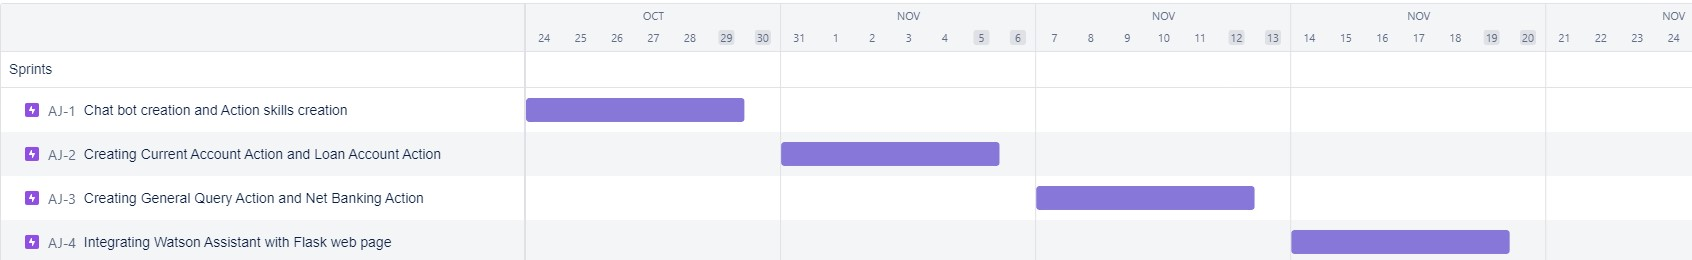 OCT NOV NOV NOV NOV
24 25 26 27 28 29 30 31 1 2 3 4 5 6 7 8 9 10 11 12 13 14 15 16 17 18 19 20 21 22 23 24
Sprints
AJ-1 Chat bot creation and Action skills creation
AJ-2 Creating Current Account Action and Loan Account Action
AJ-3 Creating General Query Action and Net Banking Action
AJ-4 Integrating Watson Assistant with Flask web page